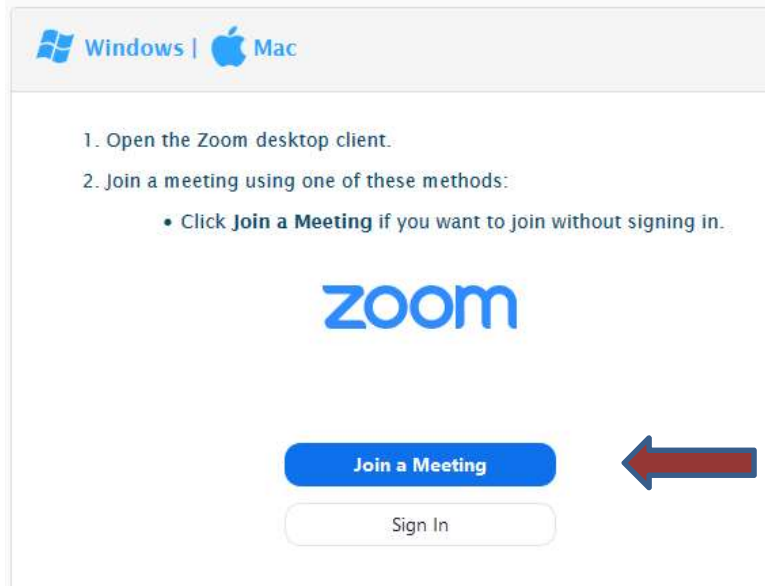 Windows | Mac
1. Open the Zoom desktop client.
2. Join a meeting using one of these methods:
• Click Join a Meeting if you want to join without signing in.
zoom
Join a Meeting
Sign In